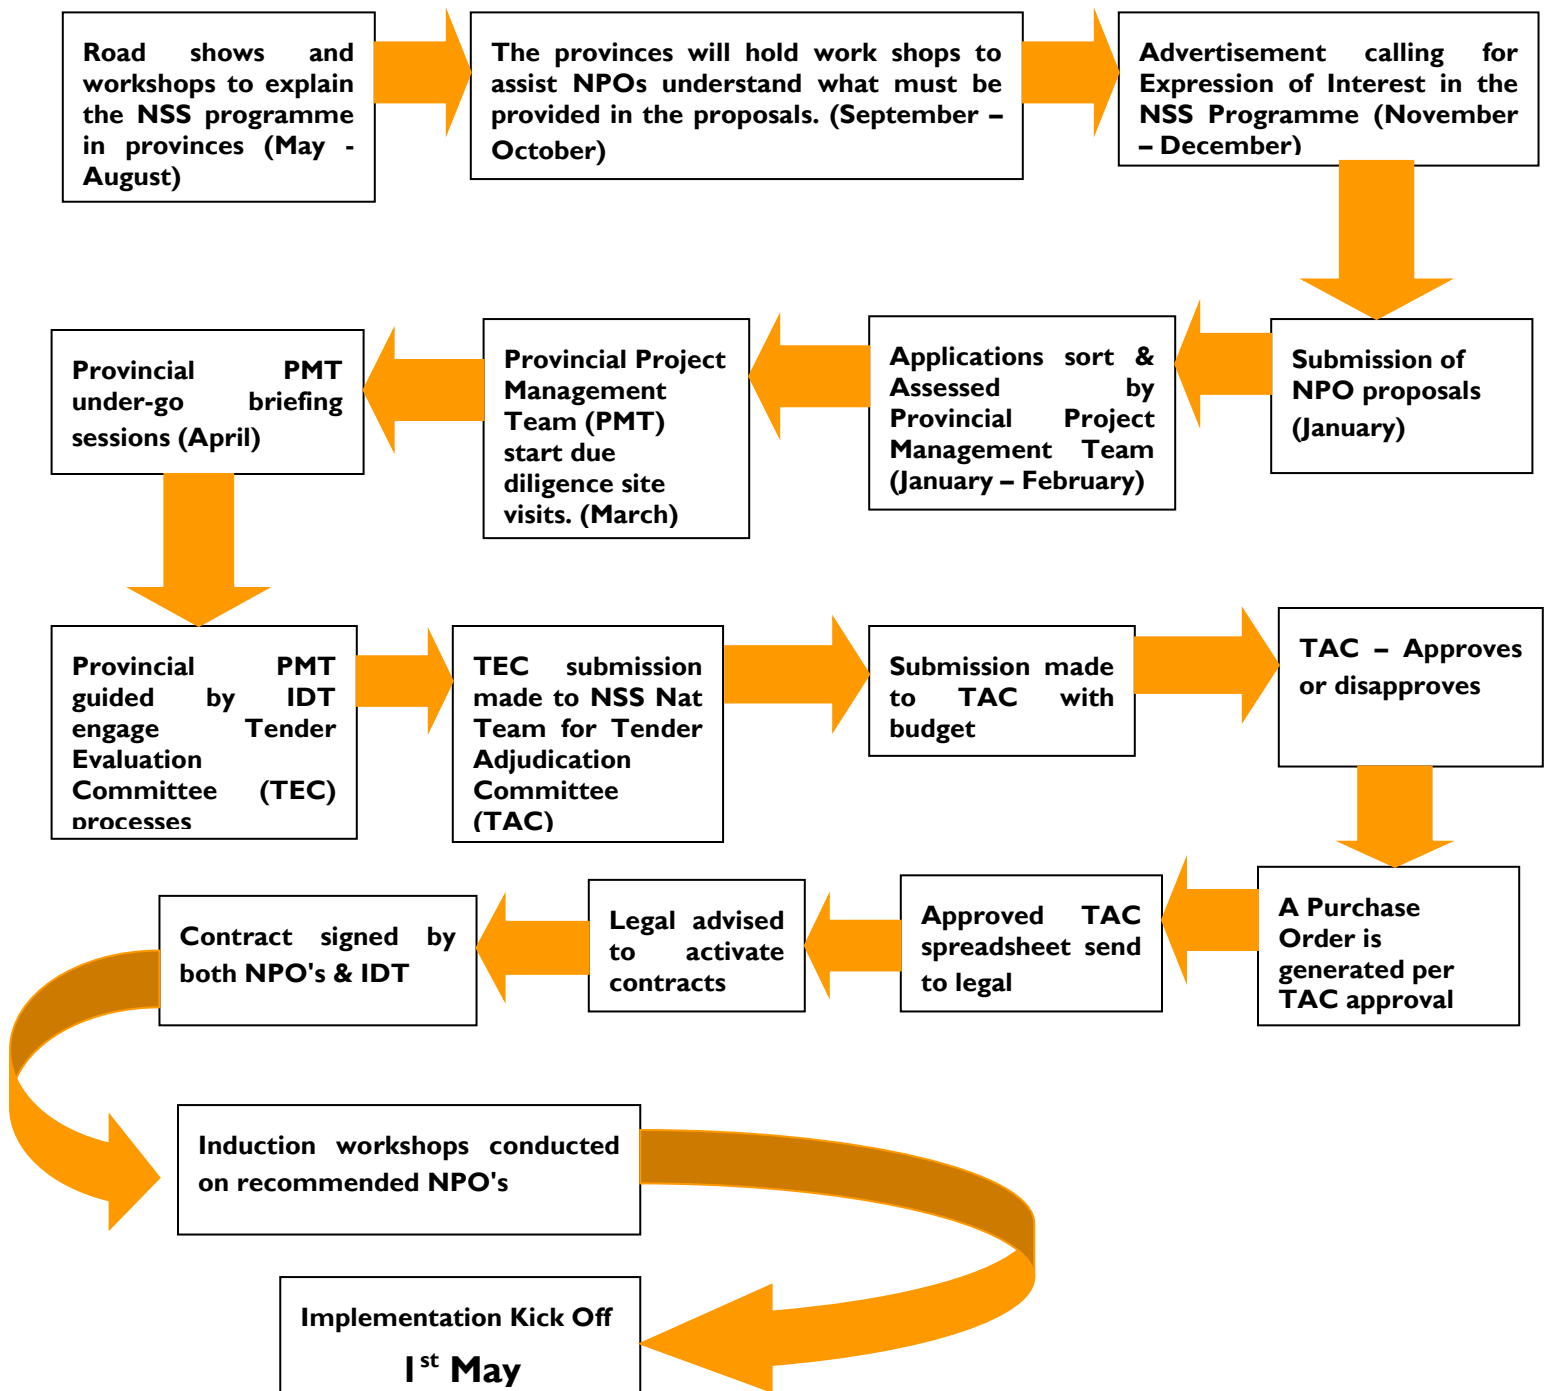 Road shows and
workshops to explain
the NSS programme
in provinces (May -
August)
The provinces will hold work shops to
assist NPOs understand what must be
provided in the proposals. (September –
October)
Advertisement calling for
Expression of Interest in the
NSS Programme (November
– December)
Submission of
NPO proposals
(January)
Applications sort &
Assessed by
Provincial Project
Management Team
(January – February)
Provincial Project
Management
Team (PMT)
start due
diligence site
visits. (March)
Provincial PMT
under-go briefing
sessions (April)
Provincial PMT
guided by IDT
engage Tender
Evaluation
Committee (TEC)
processes
TEC submission
made to NSS Nat
Team for Tender
Adjudication
Committee
(TAC)
Submission made
to TAC with
budget
TAC – Approves
or disapproves
A Purchase
Order is
generated per
TAC approval
Approved TAC
spreadsheet send
to legal
Legal advised
to activate
contracts
Contract signed by
both NPO's & IDT
Induction workshops conducted
on recommended NPO's
Implementation Kick Off
1st May